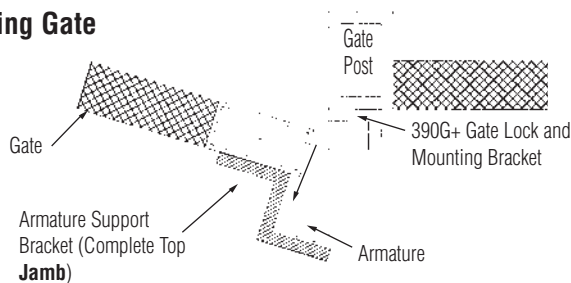 ing Gate
Gate
Post
390G+ Gate Lock and
Mounting Bracket
Gate
Armature Support
Bracket (Complete Top
Jamb)
Armature